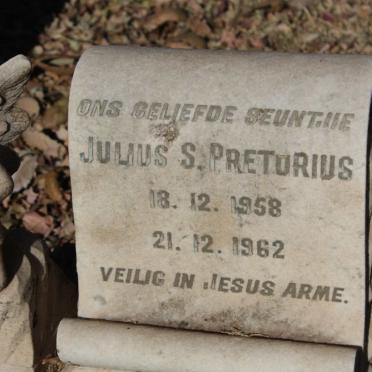 ONS GELIEFDE SEUNTJIE
JULIUS S. PRETORIUS
18. 12. 1958
21. 12. 1962
VEILIG IN JESUS ARME.